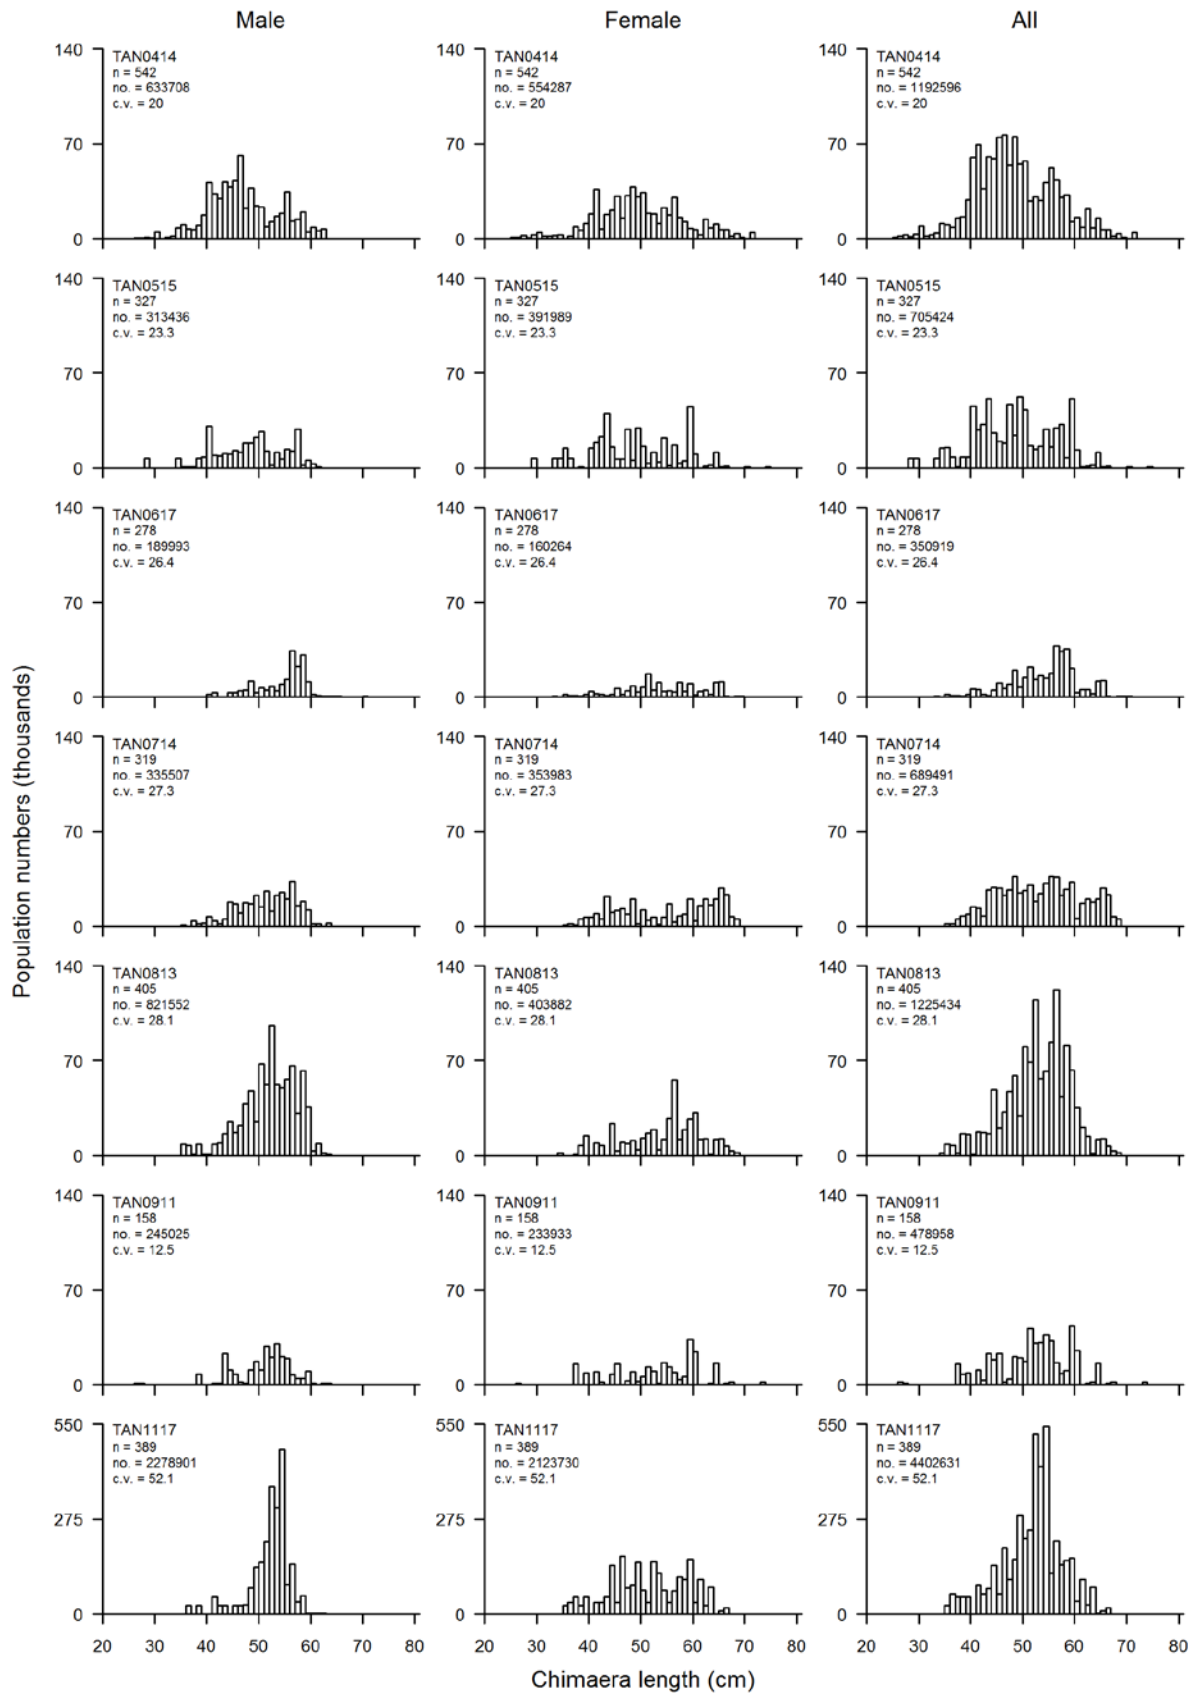 Male Female All
140 140 140
TAN0414 TAN0414 TAN0414
n = 542 n = 542 n = 542
no. = 633708 no. = 554287 no. = 1192596
c.v. = 20 c.v. = 20 c.v. = 20
70 70 70
0 0 0
140 140 140
TAN0515 TAN0515 TAN0515
n = 327 n = 327 n = 327
no. = 313436 no. = 391989 no. = 705424
c.v. = 23.3 c.v. = 23.3 c.v. = 23.3
70 70 70
0 0 0
140 140 140
TAN0617 TAN0617 TAN0617
n = 278 n = 278 n = 278
no. = 189993 no. = 160264 no. = 350919
c.v. = 26.4 c.v. = 26.4 c.v. = 26.4
70 70 70
0 0 0
Population numbers (thousands)
140 140 140
TAN0714 TAN0714 TAN0714
n = 319 n = 319 n = 319
no. = 335507 no. = 353983 no. = 689491
c.v. = 27.3 c.v. = 27.3 c.v. = 27.3
70 70 70
0 0 0
140 140 140
TAN0813 TAN0813 TAN0813
n = 405 n = 405 n = 405
no. = 821552 no. = 403882 no. = 1225434
c.v. = 28.1 c.v. = 28.1 c.v. = 28.1
70 70 70
0 0 0
140 140 140
TAN0911 TAN0911 TAN0911
n = 158 n = 158 n = 158
no. = 245025 no. = 233933 no. = 478958
c.v. = 12.5 c.v. = 12.5 c.v. = 12.5
70 70 70
0 0 0
550 550 550
TAN1117 TAN1117 TAN1117
n = 389 n = 389 n = 389
no. = 2278901 no. = 2123730 no. = 4402631
c.v. = 52.1 c.v. = 52.1 c.v. = 52.1
275 275 275
0 0 0
20 30 40 50 60 70 80 20 30 40 50 60 70 80 20 30 40 50 60 70 80
Chimaera length (cm)